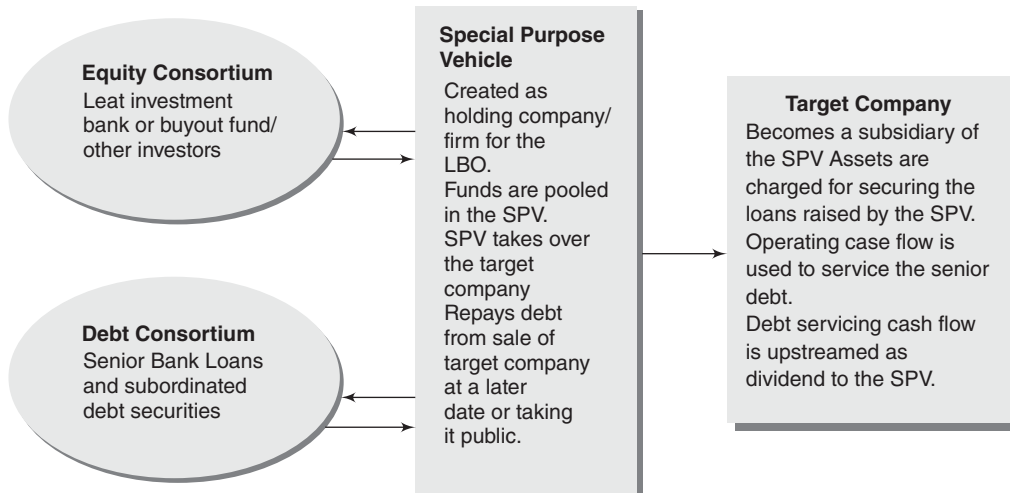 Equity Consortium
Leat investment
bank or buyout fund/
other investors
Debt Consortium
Senior Bank Loans
and subordinated
debt securities
Special Purpose
Vehicle
Created as
holding company/
firm for the
LBO.
Funds are pooled
in the SPV.
SPV takes over
the target
company
Repays debt
from sale of
target company
at a later
date or taking
it public.
Target Company
Becomes a subsidiary of
the SPV Assets are
charged for securing the
loans raised by the SPV.
Operating case flow is
used to service the senior
debt.
Debt servicing cash flow
is upstreamed as
dividend to the SPV.